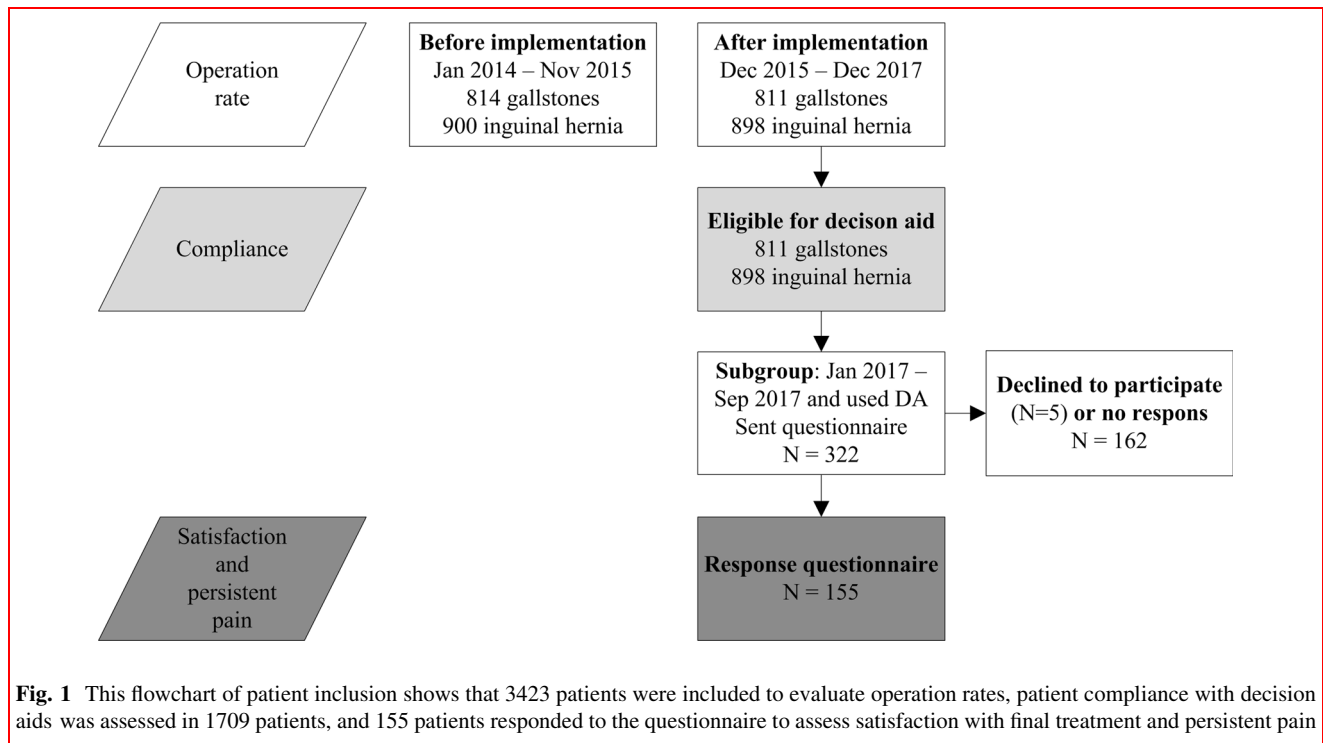 Operation
rate
Before implementation
Jan 2014 – Nov 2015
814 gallstones
900 inguinal hernia
After implementation
Dec 2015 – Dec 2017
811 gallstones
898 inguinal hernia
Compliance
Eligible for decison aid
811 gallstones
898 inguinal hernia
Subgroup: Jan 2017 –
Sep 2017 and used DA
Sent questionnaire
N = 322
Declined to participate
(N=5) or no respons
N = 162
Satisfaction
and
persistent
pain
Response questionnaire
N = 155
Fig. 1 This flowchart of patient inclusion shows that 3423 patients were included to evaluate operation rates, patient compliance with decision
aids was assessed in 1709 patients, and 155 patients responded to the questionnaire to assess satisfaction with final treatment and persistent pain